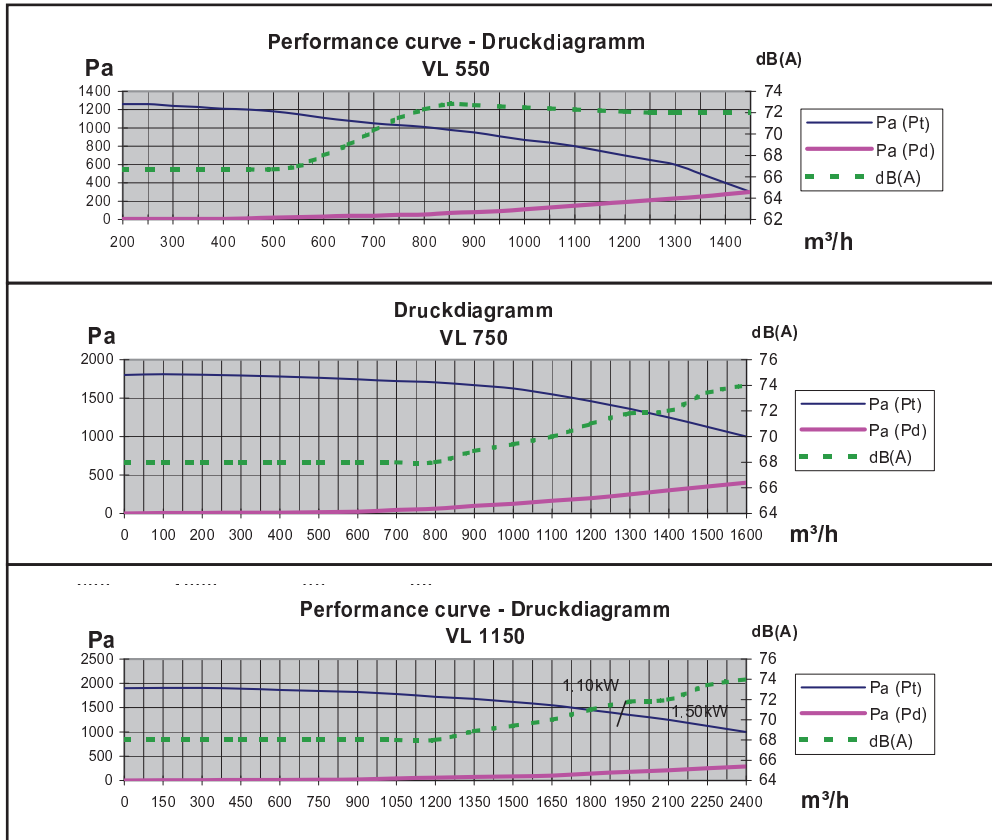 Performance curve - Druckdiagramm
VL 550
Pa
dB(A)
1400
1200
1000
800
600
400
200
0
74
72
70
68
66
64
62
200 300 400 500 600 700 800 900 1000 1100 1200 1300 1400
m³/h
Pa (Pt)
Pa (Pd)
dB(A)
Druckdiagramm
VL 750
Pa
dB(A)
2000
1500
1000
500
0
76
74
72
70
68
66
64
0 100 200 300 400 500 600 700 800 900 1000 1100 1200 1300 1400 1500 1600
m³/h
Pa (Pt)
Pa (Pd)
dB(A)
Performance curve - Druckdiagramm
VL 1150
Pa
dB(A)
2500
2000
1500
1000
500
0
1,10kW
1.50kW
76
74
72
70
68
66
64
0 150 300 450 600 750 900 1050 1200 1350 1500 1650 1800 1950 2100 2250 2400
m³/h
Pa (Pt)
Pa (Pd)
dB(A)